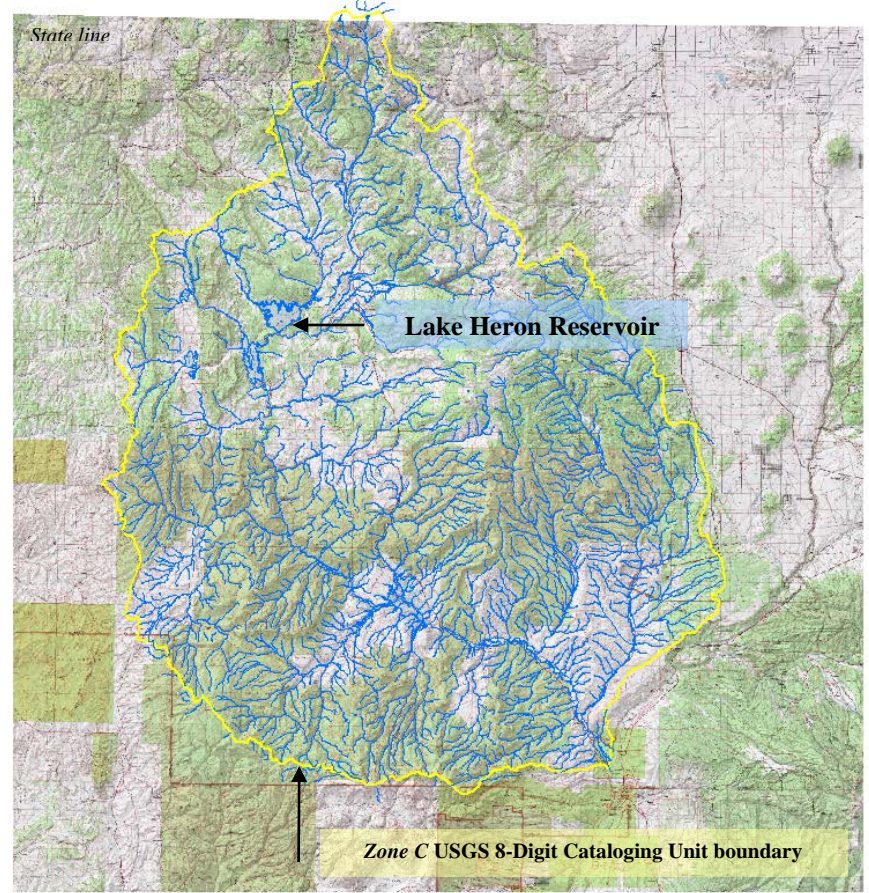 State line
Lake Heron Reservoir
Zone C USGS 8-Digit Cataloging Unit boundary